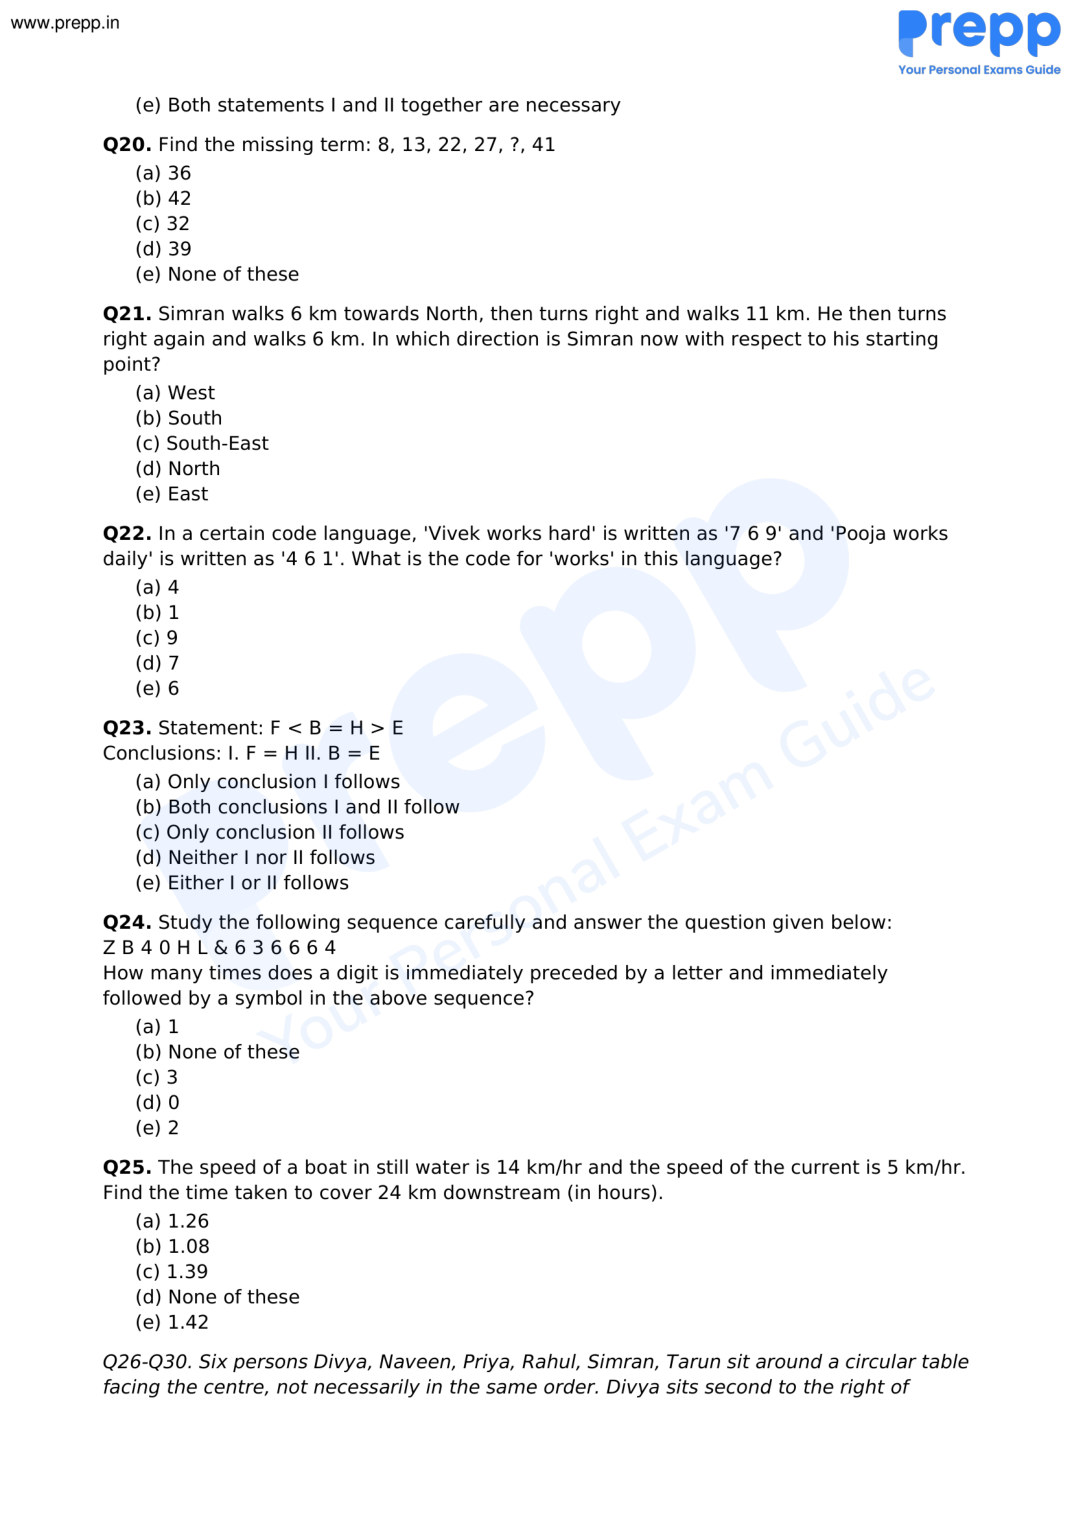 www.prepp.in
Prepp
Your Personal Exams Guide
(e) Both statements I and II together are necessary
Q20. Find the missing term: 8, 13, 22, 27, ?, 41
(a) 36
(b) 42
(c) 32
(d) 39
(e) None of these
Q21. Simran walks 6 km towards North, then turns right and walks 11 km. He then turns
right again and walks 6 km. In which direction is Simran now with respect to his starting
point?
(a) West
(b) South
(c) South-East
(d) North
(e) East
Q22. In a certain code language, 'Vivek works hard' is written as '7 6 9' and 'Pooja works
daily' is written as '4 6 1'. What is the code for 'works' in this language?
(a) 4
(b) 1
(c) 9
(d) 7
(e) 6
Q23. Statement: F < B = H > E
Conclusions: I. F = H II. B = E
(a) Only conclusion I follows
(b) Both conclusions I and II follow
(c) Only conclusion II follows
(d) Neither I nor II follows
(e) Either I or II follows
Q24. Study the following sequence carefully and answer the question given below:
Z B 4 0 H L & 6 3 6 6 6 4
How many times does a digit is immediately preceded by a letter and immediately
followed by a symbol in the above sequence?
(a) 1
(b) None of these
(c) 3
(d) 0
(e) 2
Q25. The speed of a boat in still water is 14 km/hr and the speed of the current is 5 km/hr.
Find the time taken to cover 24 km downstream (in hours).
(a) 1.26
(b) 1.08
(c) 1.39
(d) None of these
(e) 1.42
Q26-Q30. Six persons Divya, Naveen, Priya, Rahul, Simran, Tarun sit around a circular table
facing the centre, not necessarily in the same order. Divya sits second to the right of
prepp
Your Personal Exam Guide